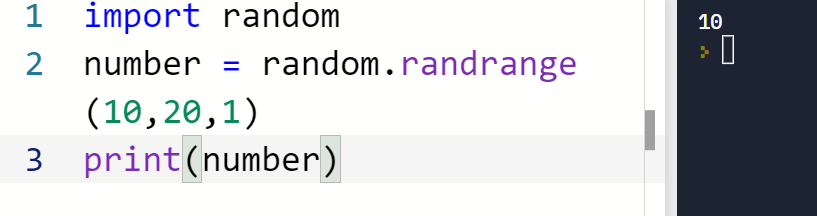 1 import random
2 number = random.randrange
(10,20,1)
3 print(number)
10
>